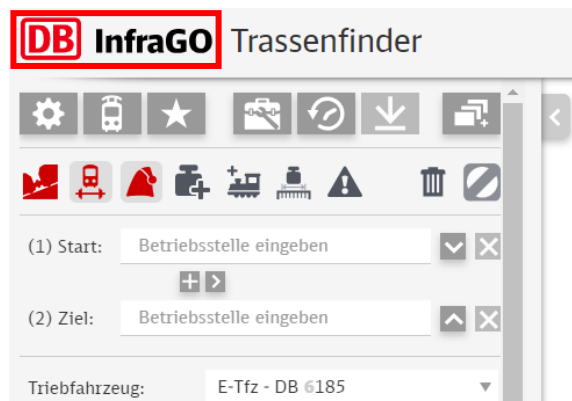 DB InfraGO Trassenfinder
(1) Start: Betriebsstelle eingeben
(2) Ziel: Betriebsstelle eingeben
Triebfahrzeug: E-Tfz - DB 6185